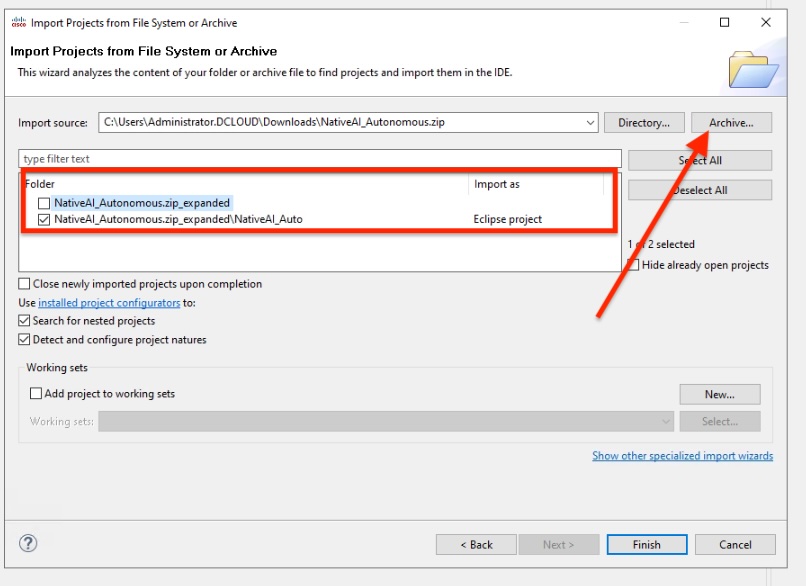 cisco Import Projects from File System or Archive
Import Projects from File System or Archive
This wizard analyzes the content of your folder or archive file to find projects and import them in the IDE.
Import source: C:\Users\Administrator.DCLOUD\Downloads\NativeAI_Autonomous.zip Directory... Archive...
type filter text Select All
Folder Import as Deselect All
NativeAI_Autonomous.zip_expanded
NativeAI_Autonomous.zip_expanded\NativeAI_Auto Eclipse project
1 of 2 selected
Hide already open projects
Close newly imported projects upon completion
Use installed project configurators to:
Search for nested projects
Detect and configure project natures
Working sets
Add project to working sets New...
Working sets: Select...
Show other specialized import wizards
? < Back Next > Finish Cancel